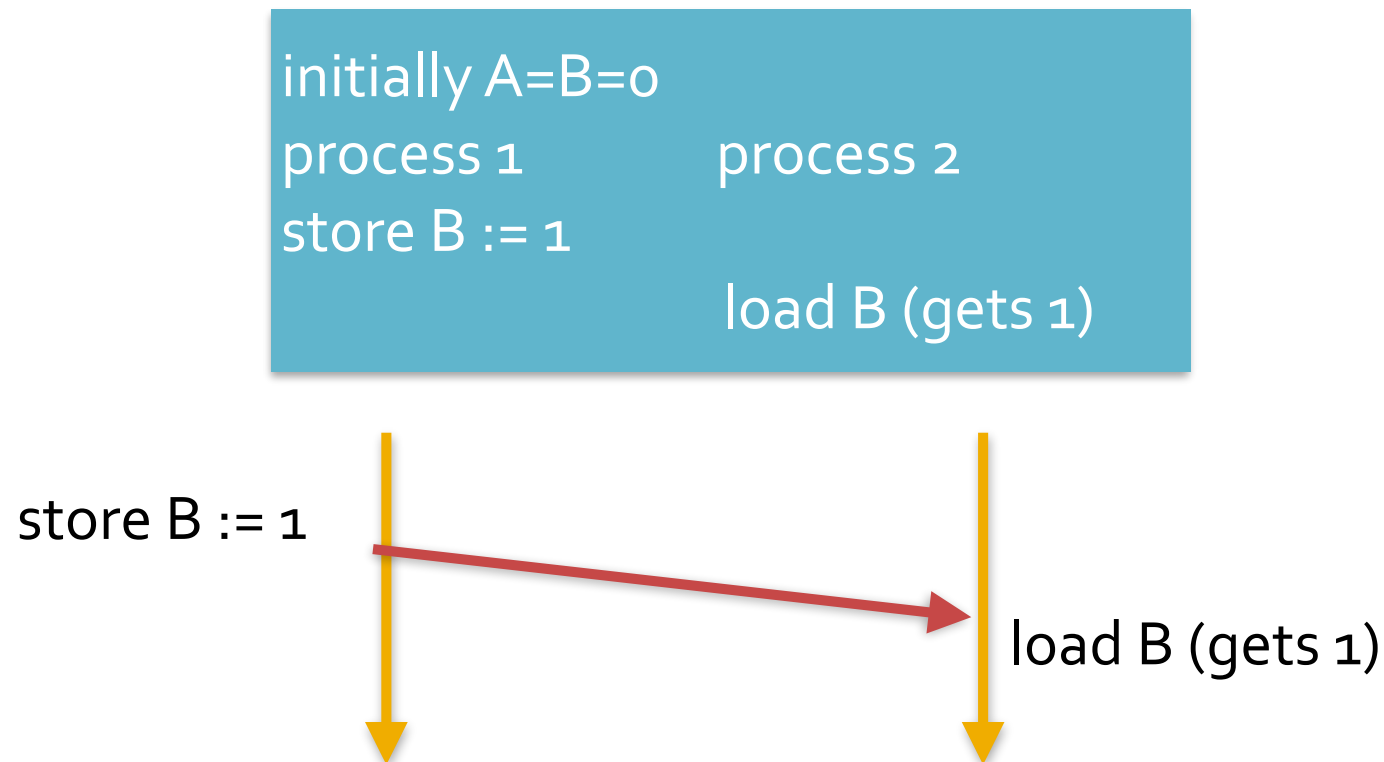 initially A=B=0
process 1 process 2
store B := 1
load B (gets 1)
store B := 1
load B (gets 1)